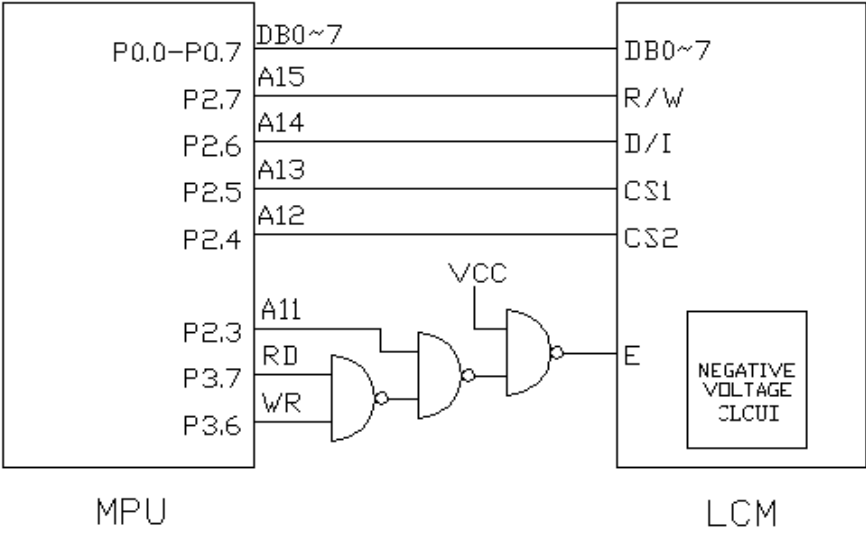 P0.0-P0.7 DB0~7 DB0~7
P2.7 A15 R/W
P2.6 A14 D/I
P2.5 A13 CS1
P2.4 A12 CS2
VCC
P2.3 A11
P3.7 RD E
P3.6 WR
NEGATIVE
VOLTAGE
CLCUI
MPU LCM